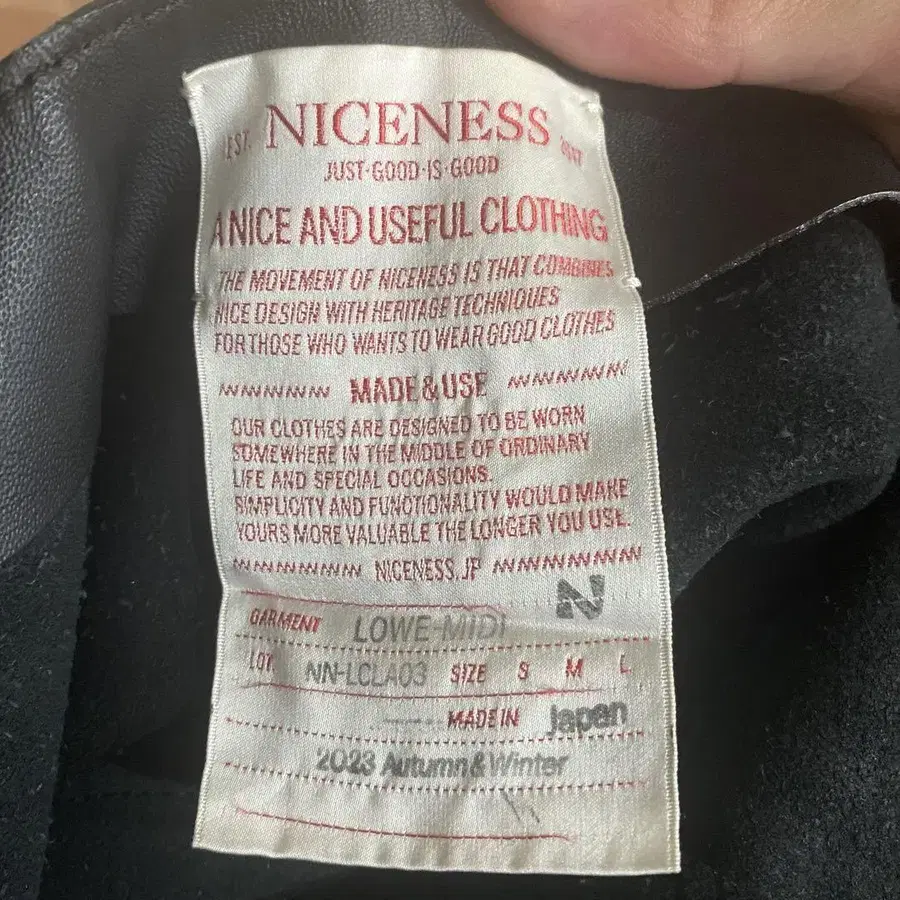 EST. NICENESS
JUST·GOOD·IS·GOOD
A NICE AND USEFUL CLOTHING
THE MOVEMENT OF NICENESS IS THAT COMBINES
NICE DESIGN WITH HERITAGE TECHNIQUES
FOR THOSE WHO WANTS TO WEAR GOOD CLOTHES
MADE&USE
OUR CLOTHES ARE DESIGNED TO BE WORN
SOMEWHERE IN THE MIDDLE OF ORDINARY
LIFE AND SPECIAL OCCASIONS.
SIMPLICITY AND FUNCTIONALITY WOULD MAKE
YOURS MORE VALUABLE THE LONGER YOU USE.
NICENESS.JP
N
GARMENT LOWE-MIDI
LOT NN-LCLA03 SIZE S M L
MADE IN Japan
2023 Autumn&Winter